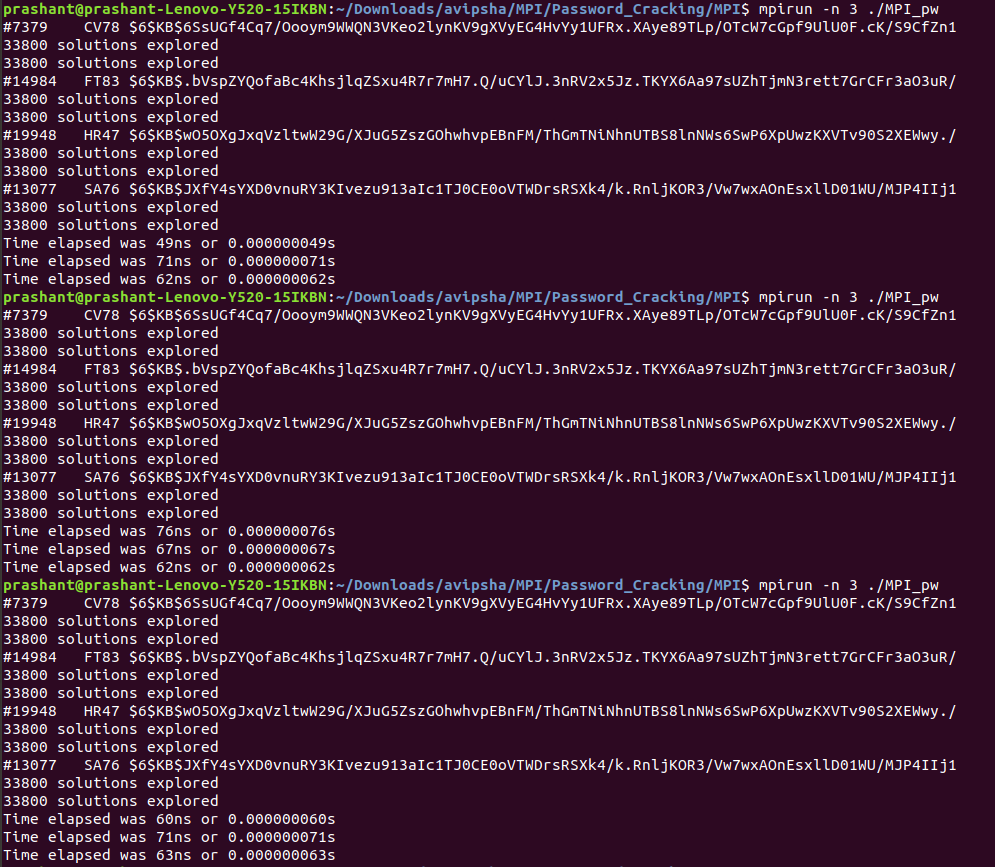 prashant@prashant-Lenovo-Y520-15IKBN:~/Downloads/avipsha/MPI/Password_Cracking/MPI$ mpirun -n 3 ./MPI_pw
#7379    CV78 $6$KB$6SsUGf4Cq7/Oooym9WWQN3VKeo2lynKV9gXVyEG4HvYy1UFRx.XAye89TLp/OTcW7cGpf9UlU0F.cK/S9CfZn1
33800 solutions explored
33800 solutions explored
#14984   FT83 $6$KB$.bVspZYQofaBc4KhsjlqZSxu4R7r7mH7.Q/uCYlJ.3nRV2x5Jz.TKYX6Aa97sUZhTjmN3rett7GrCFr3aO3uR/
33800 solutions explored
33800 solutions explored
#19948   HR47 $6$KB$wO5OXgJxqVzltwW29G/XJuG5ZszGOhwhvpEBnFM/ThGmTNiNhnUTBS8lnNWs6SwP6XpUwzKXVTv90S2XEWwy./
33800 solutions explored
33800 solutions explored
#13077   SA76 $6$KB$JXfY4sYXD0vnuRY3KIvezu913aIc1TJ0CE0oVTWDrsRSXk4/k.RnljKOR3/Vw7wxAOnEsxllD01WU/MJP4IIj1
33800 solutions explored
33800 solutions explored
Time elapsed was 49ns or 0.000000049s
Time elapsed was 71ns or 0.000000071s
Time elapsed was 62ns or 0.000000062s
prashant@prashant-Lenovo-Y520-15IKBN:~/Downloads/avipsha/MPI/Password_Cracking/MPI$ mpirun -n 3 ./MPI_pw
#7379    CV78 $6$KB$6SsUGf4Cq7/Oooym9WWQN3VKeo2lynKV9gXVyEG4HvYy1UFRx.XAye89TLp/OTcW7cGpf9UlU0F.cK/S9CfZn1
33800 solutions explored
33800 solutions explored
#14984   FT83 $6$KB$.bVspZYQofaBc4KhsjlqZSxu4R7r7mH7.Q/uCYlJ.3nRV2x5Jz.TKYX6Aa97sUZhTjmN3rett7GrCFr3aO3uR/
33800 solutions explored
33800 solutions explored
#19948   HR47 $6$KB$wO5OXgJxqVzltwW29G/XJuG5ZszGOhwhvpEBnFM/ThGmTNiNhnUTBS8lnNWs6SwP6XpUwzKXVTv90S2XEWwy./
33800 solutions explored
33800 solutions explored
#13077   SA76 $6$KB$JXfY4sYXD0vnuRY3KIvezu913aIc1TJ0CE0oVTWDrsRSXk4/k.RnljKOR3/Vw7wxAOnEsxllD01WU/MJP4IIj1
33800 solutions explored
33800 solutions explored
Time elapsed was 76ns or 0.000000076s
Time elapsed was 67ns or 0.000000067s
Time elapsed was 62ns or 0.000000062s
prashant@prashant-Lenovo-Y520-15IKBN:~/Downloads/avipsha/MPI/Password_Cracking/MPI$ mpirun -n 3 ./MPI_pw
#7379    CV78 $6$KB$6SsUGf4Cq7/Oooym9WWQN3VKeo2lynKV9gXVyEG4HvYy1UFRx.XAye89TLp/OTcW7cGpf9UlU0F.cK/S9CfZn1
33800 solutions explored
33800 solutions explored
#14984   FT83 $6$KB$.bVspZYQofaBc4KhsjlqZSxu4R7r7mH7.Q/uCYlJ.3nRV2x5Jz.TKYX6Aa97sUZhTjmN3rett7GrCFr3aO3uR/
33800 solutions explored
33800 solutions explored
#19948   HR47 $6$KB$wO5OXgJxqVzltwW29G/XJuG5ZszGOhwhvpEBnFM/ThGmTNiNhnUTBS8lnNWs6SwP6XpUwzKXVTv90S2XEWwy./
33800 solutions explored
33800 solutions explored
#13077   SA76 $6$KB$JXfY4sYXD0vnuRY3KIvezu913aIc1TJ0CE0oVTWDrsRSXk4/k.RnljKOR3/Vw7wxAOnEsxllD01WU/MJP4IIj1
33800 solutions explored
33800 solutions explored
Time elapsed was 60ns or 0.000000060s
Time elapsed was 71ns or 0.000000071s
Time elapsed was 63ns or 0.000000063s